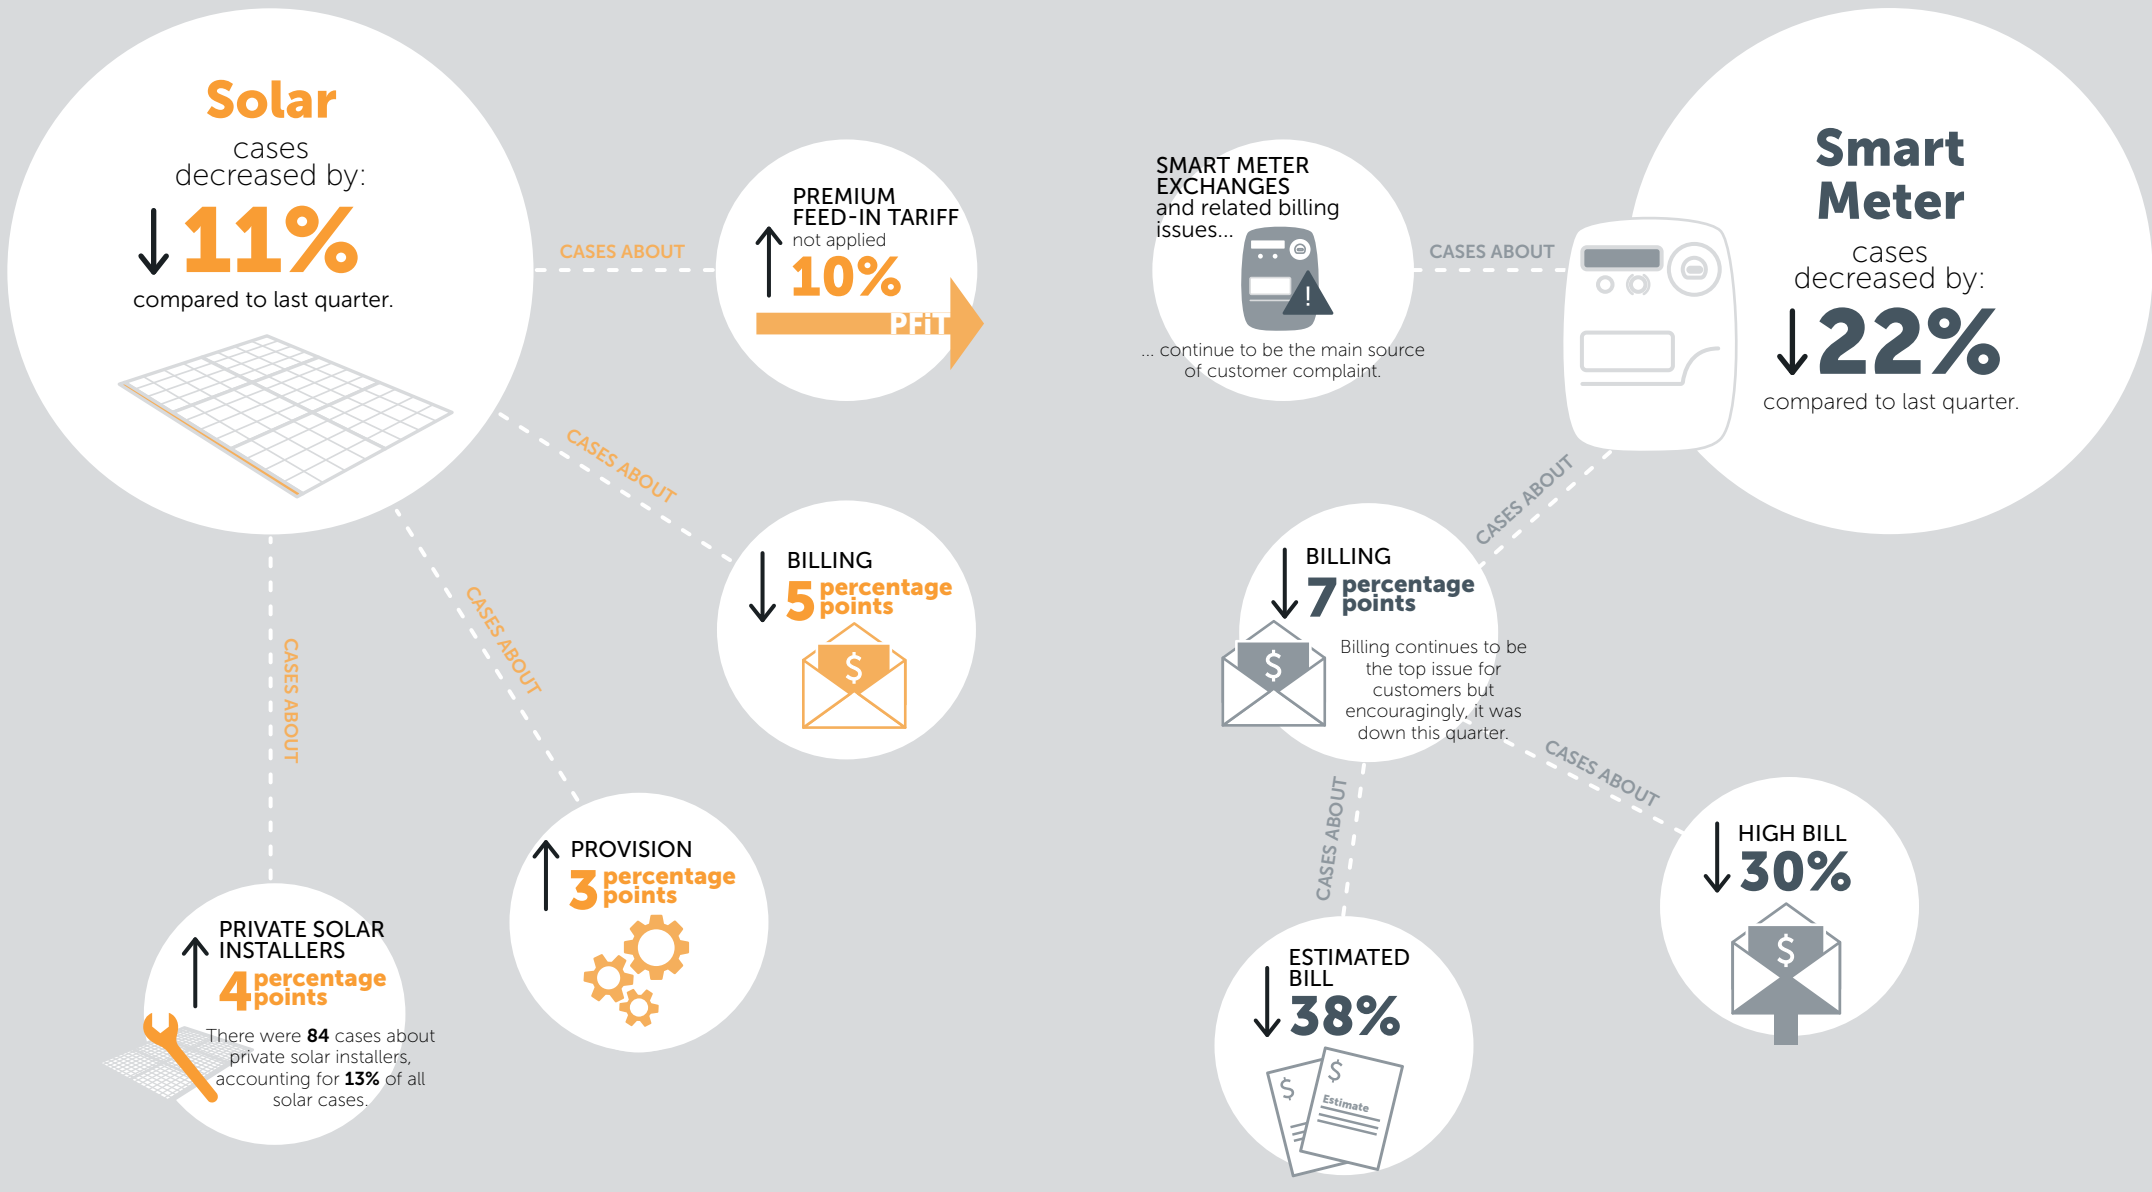 Solar
cases
decreased by:
↓ 11%
compared to last quarter.
CASES ABOUT
PREMIUM
FEED-IN TARIFF
not applied
↑ 10%
PFiT
CASES ABOUT
BILLING
↓ 5 percentage
points
$
CASES ABOUT
PROVISION
↑ 3 percentage
points
CASES ABOUT
PRIVATE SOLAR
INSTALLERS
↑ 4 percentage
points
There were 84 cases about
private solar installers,
accounting for 13% of all
solar cases.
Smart
Meter
cases
decreased by:
↓ 22%
compared to last quarter.
CASES ABOUT
SMART METER
EXCHANGES
and related billing
issues...
!
... continue to be the main source
of customer complaint.
CASES ABOUT
BILLING
↓ 7 percentage
points
$
Billing continues to be
the top issue for
customers but
encouragingly, it was
down this quarter.
CASES ABOUT
HIGH BILL
↓ 30%
$
CASES ABOUT
ESTIMATED
BILL
↓ 38%
$
$
Estimate